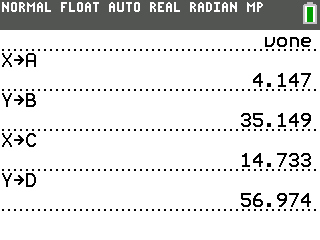 NORMAL FLOAT AUTO REAL RADIAN MP
Done
X→A
4.147
Y→B
35.149
X→C
14.733
Y→D
56.974